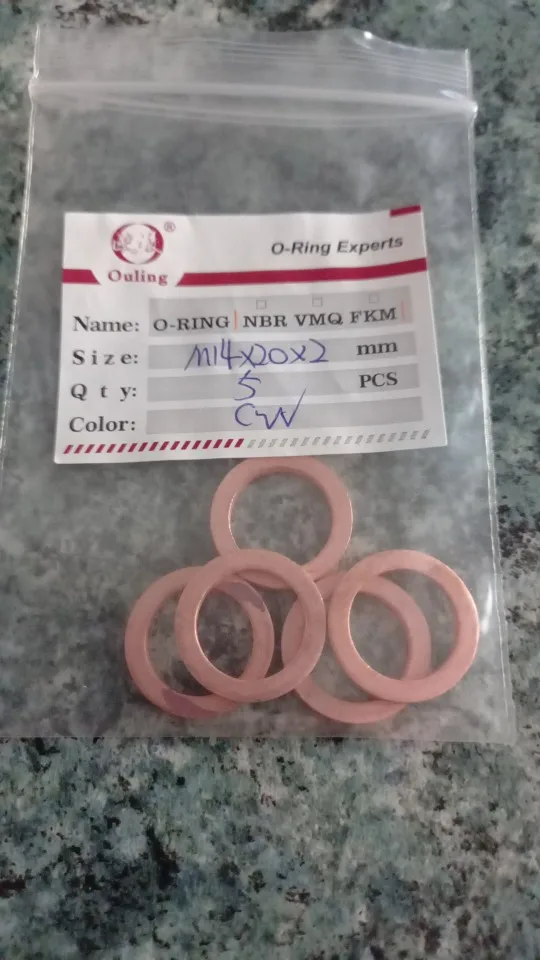 ®
O-Ring Experts
Ouling
Name: O-RING NBR VMQ FKM
Size: M14x20x2 mm
Qty: 5 PCS
Color: CW